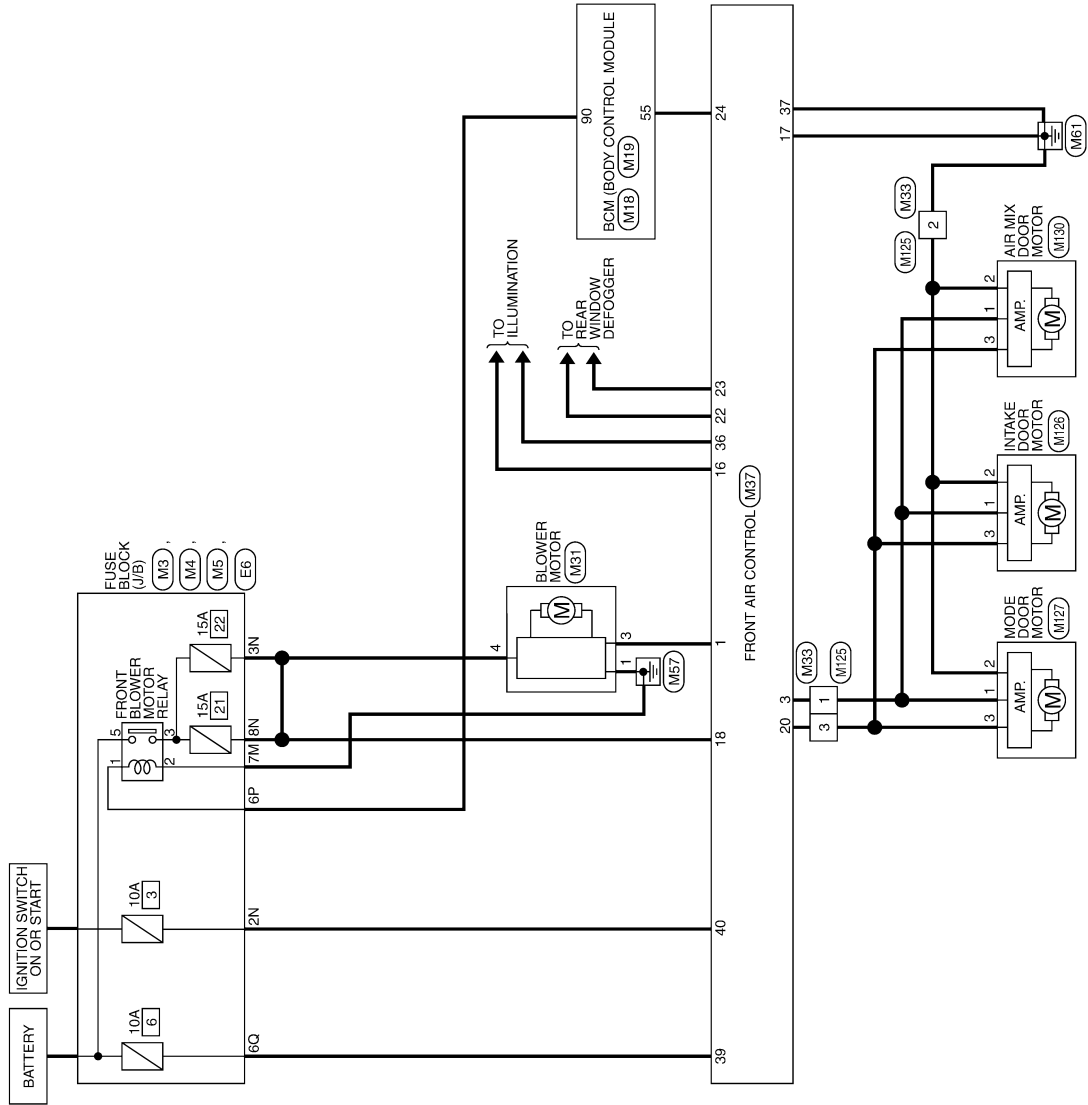 BATTERY
IGNITION SWITCH
ON OR START
10A
6
10A
3
FRONT
BLOWER
MOTOR
RELAY
1
5
2
3
15A
21
15A
22
FUSE
BLOCK
(J/B)
M3 ,
M4 ,
M5 ,
E6
6Q
2N
6P
7M
8N
3N
BLOWER
MOTOR
M31
4
1
3
M57
TO
ILLUMINATION
TO
REAR
WINDOW
DEFOGGER
BCM (BODY CONTROL MODULE
M18
M19
90
55
39
40
18
1
16
36
22
23
24
FRONT AIR CONTROL
M37
20
3
17
37
M33
M125
3
1
M125
M33
2
M61
MODE
DOOR
MOTOR
M127
3
1
2
AMP.
M
INTAKE
DOOR
MOTOR
M126
3
1
2
AMP.
M
AIR MIX
DOOR
MOTOR
M130
3
1
2
AMP.
M
M